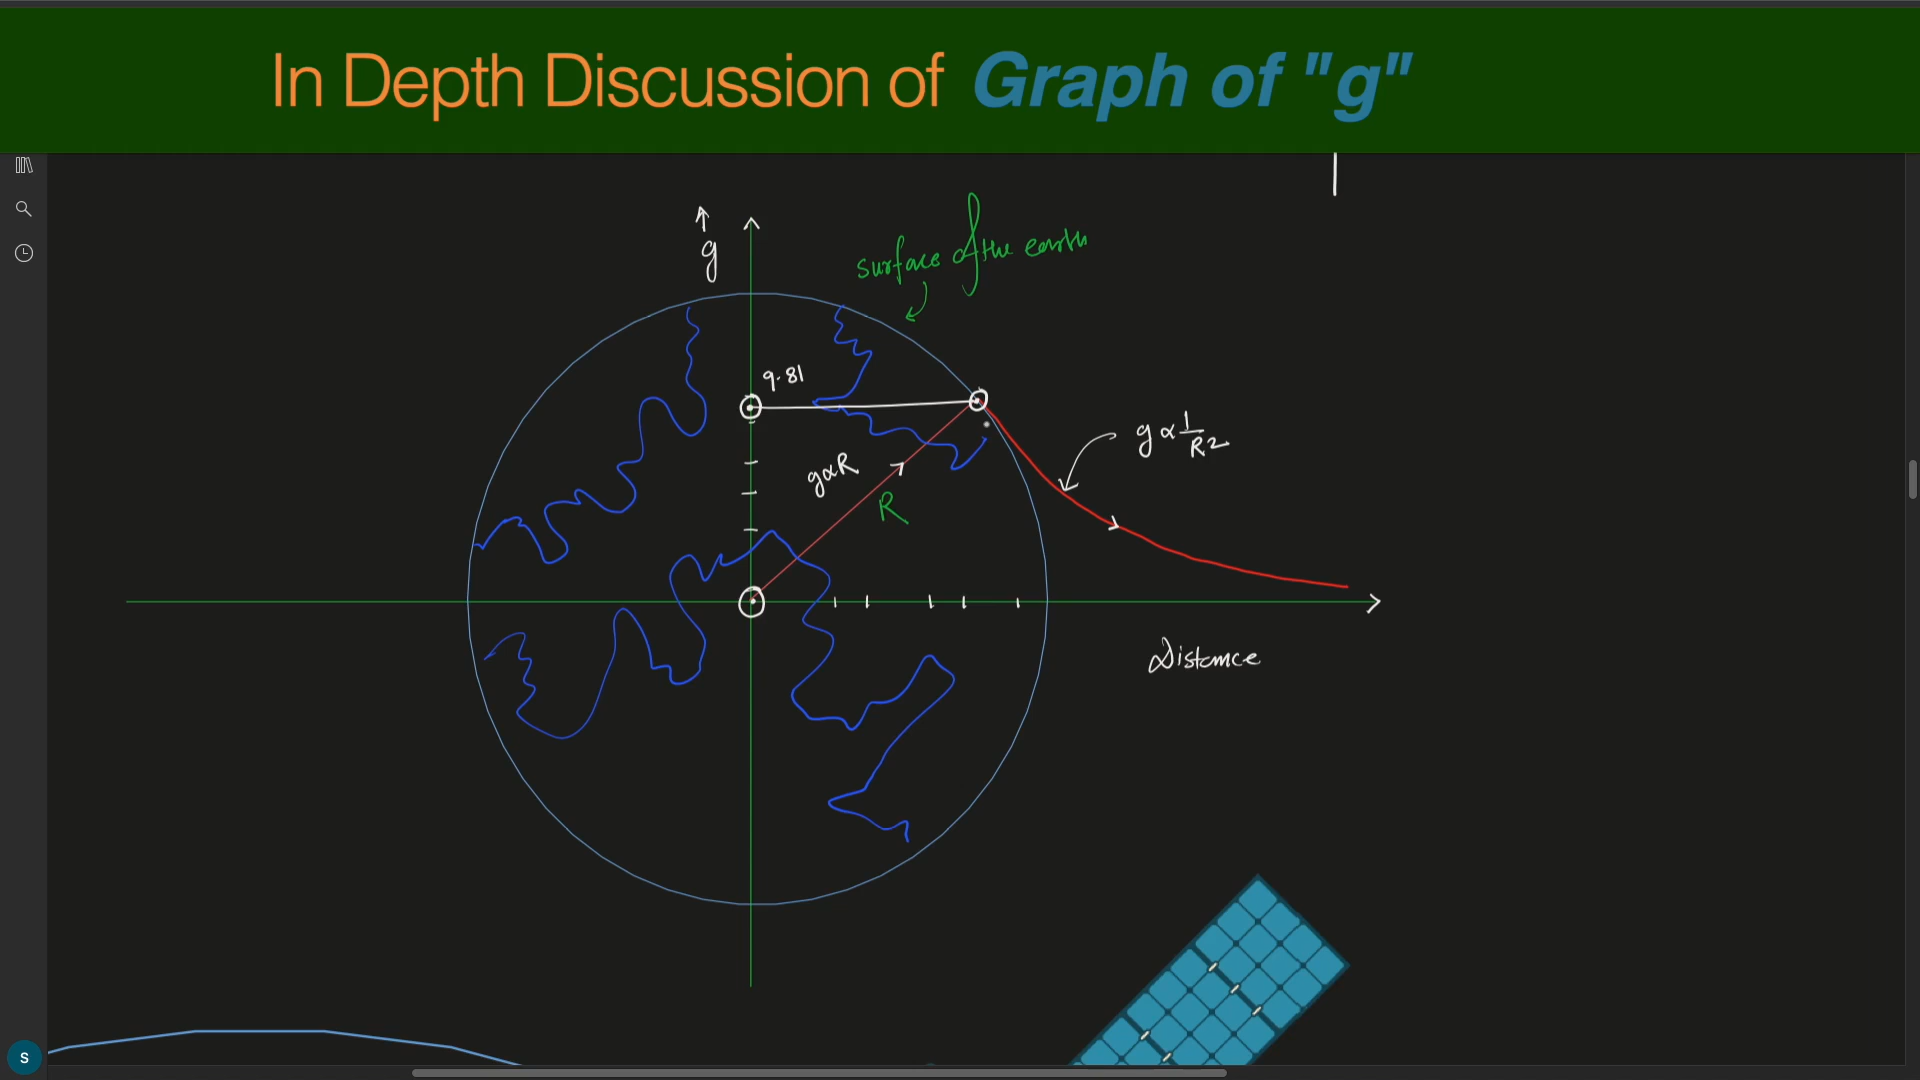 In Depth Discussion of Graph of "g"
g
surface of the earth
9.81
g∝1/R2
g∝R
R
Distance
S